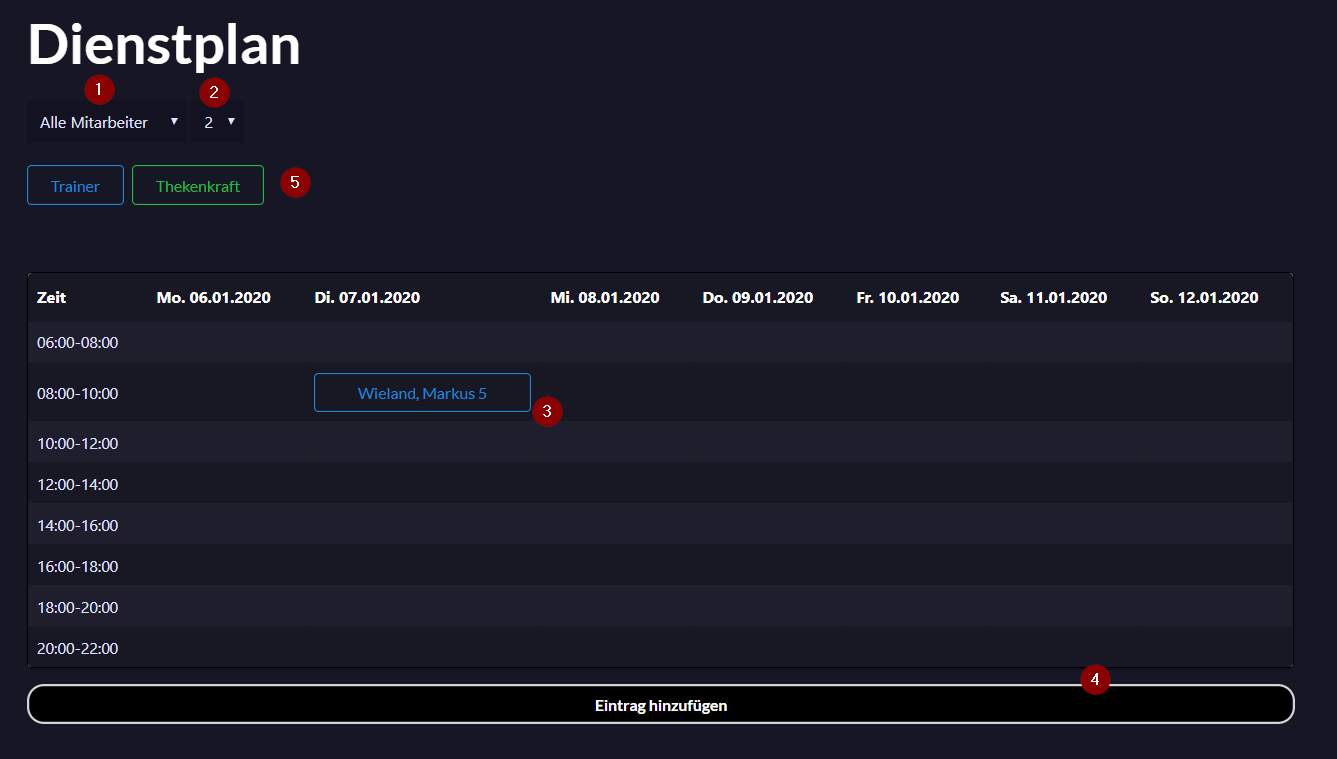 Dienstplan
1 2
Alle Mitarbeiter ▼ 2 ▼
Trainer Thekenkraft 5
Zeit Mo. 06.01.2020 Di. 07.01.2020 Mi. 08.01.2020 Do. 09.01.2020 Fr. 10.01.2020 Sa. 11.01.2020 So. 12.01.2020
06:00-08:00
08:00-10:00 Wieland, Markus 5
3
10:00-12:00
12:00-14:00
14:00-16:00
16:00-18:00
18:00-20:00
20:00-22:00
4
Eintrag hinzufügen